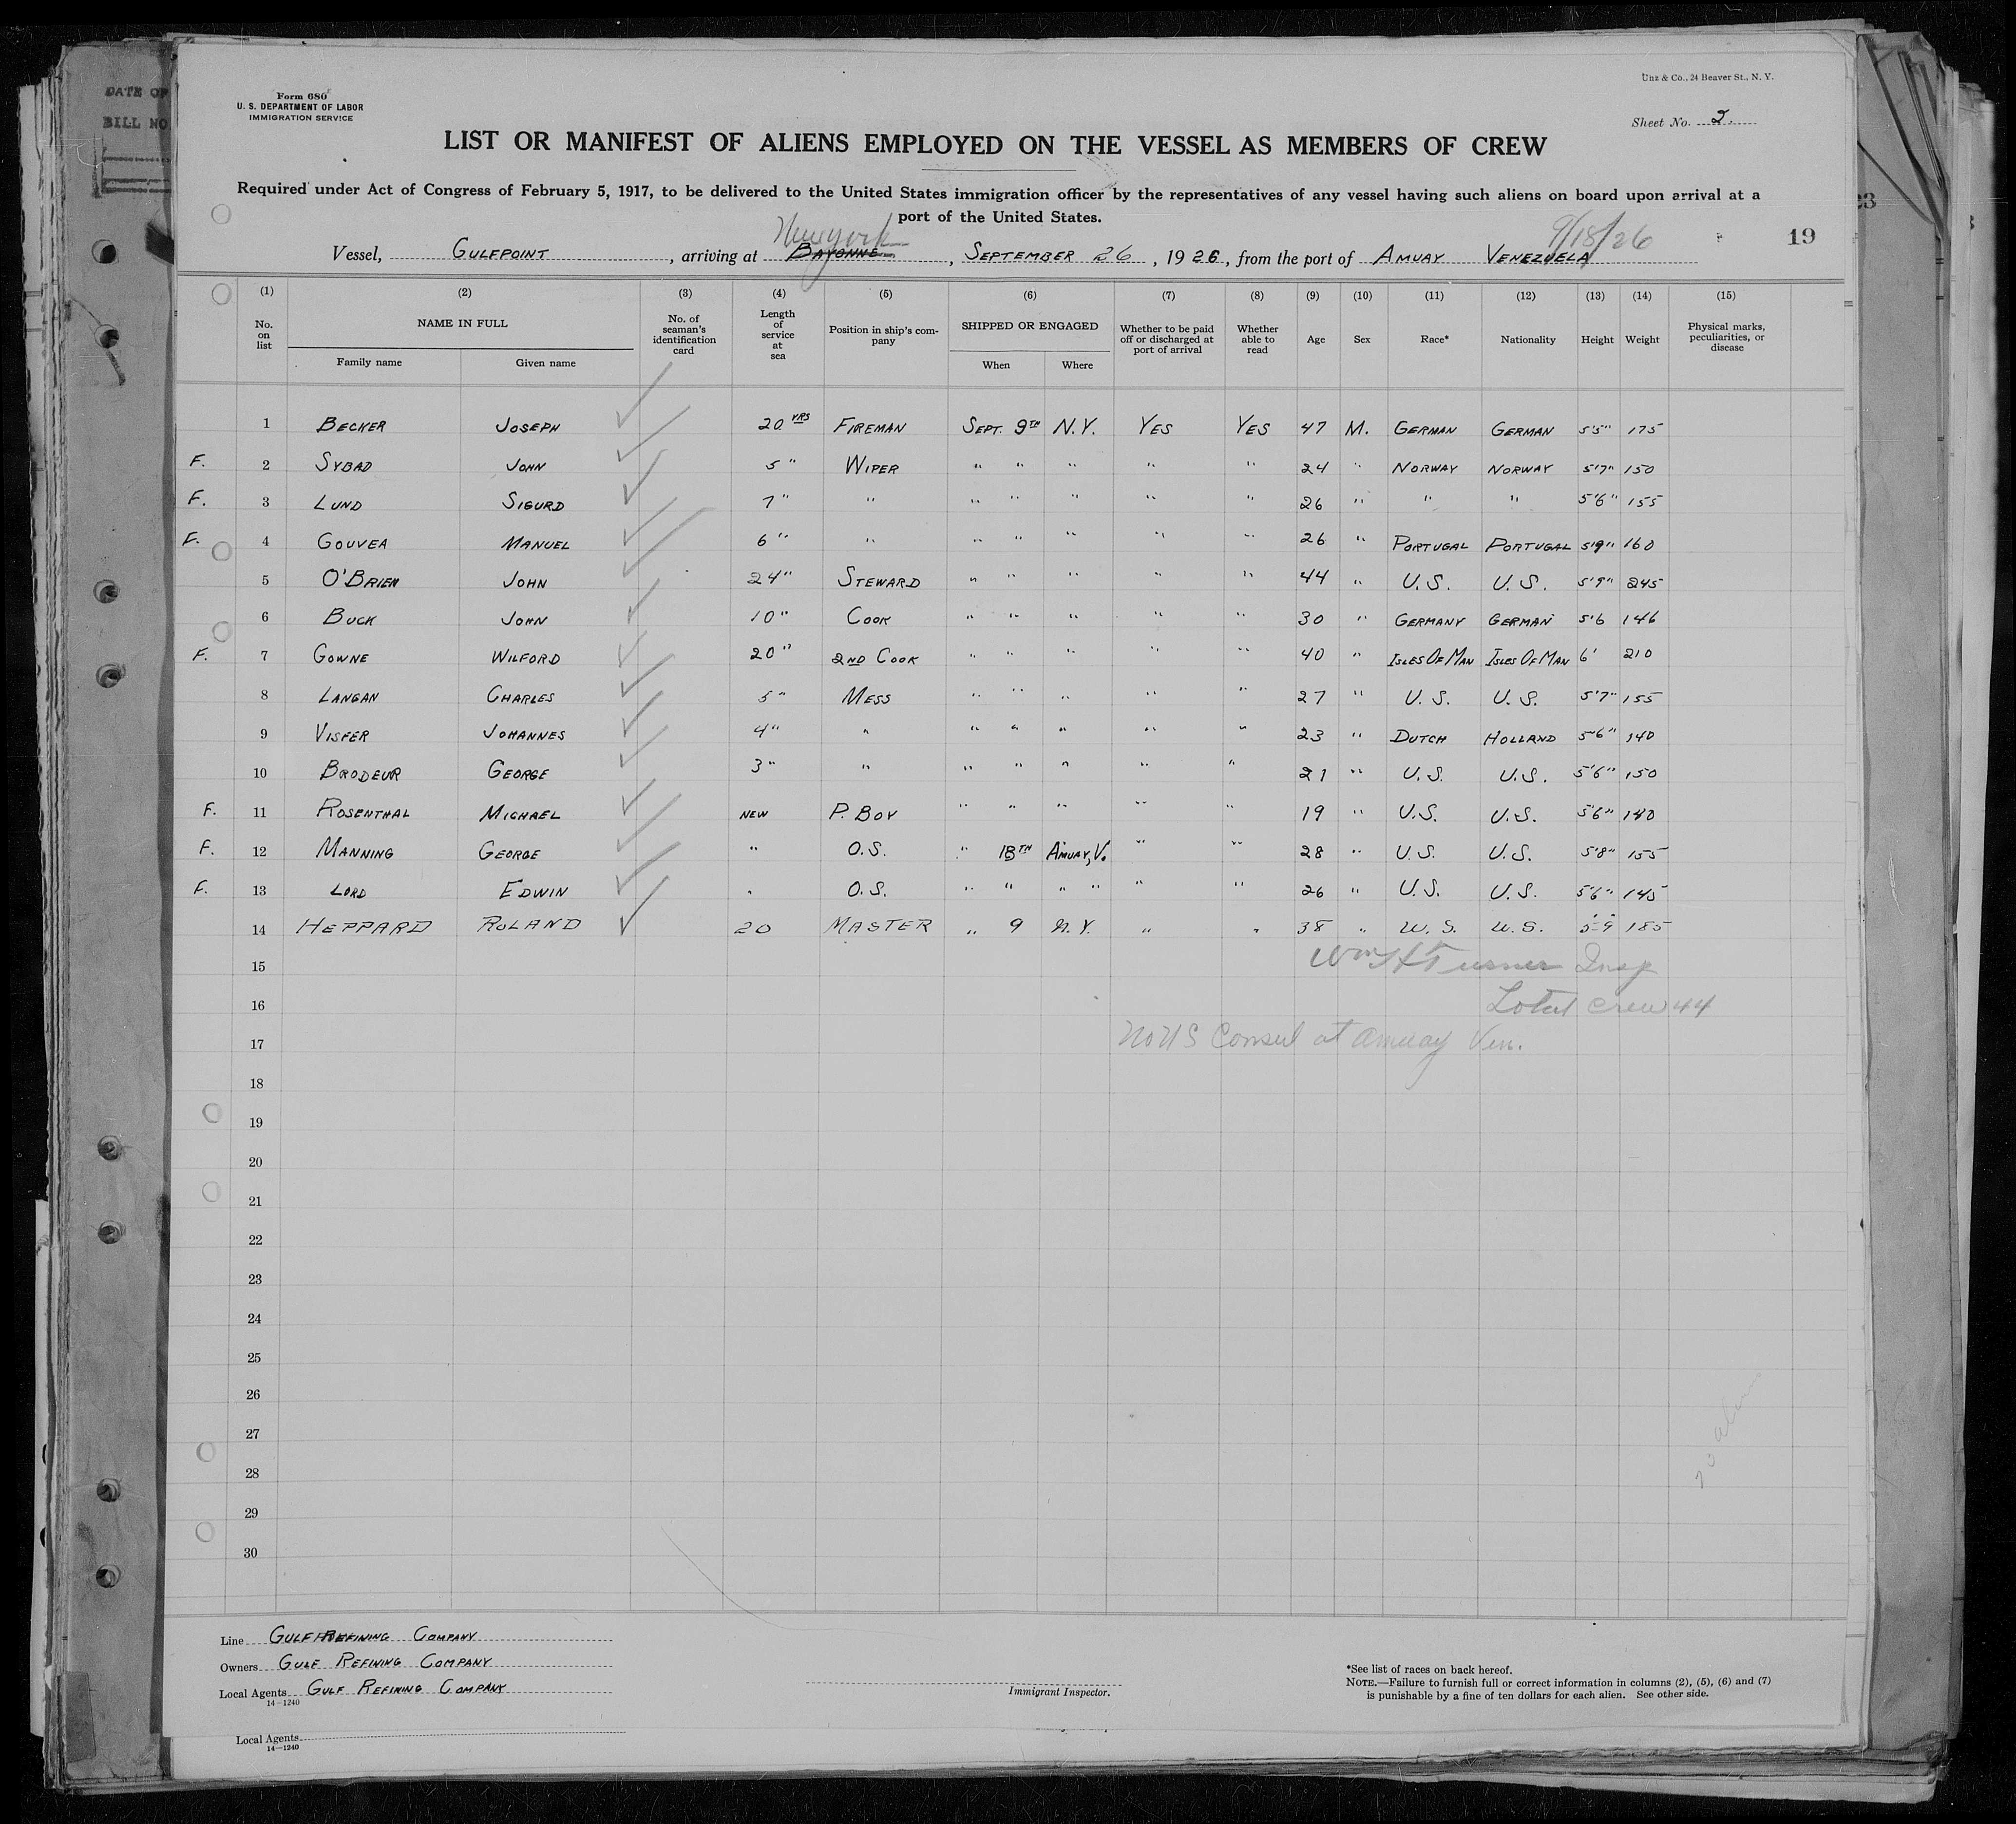 DATE OF
BILL NO.
Form 680
U. S. DEPARTMENT OF LABOR
IMMIGRATION SERVICE
Unz & Co., 24 Beaver St., N. Y.
Sheet No. 2.
LIST OR MANIFEST OF ALIENS EMPLOYED ON THE VESSEL AS MEMBERS OF CREW
Required under Act of Congress of February 5, 1917, to be delivered to the United States immigration officer by the representatives of any vessel having such aliens on board upon arrival at a
port of the United States.
New York 9/18/26
Vessel, GULFPOINT, arriving at BAYONNE, SEPTEMBER 26, 1926, from the port of AMUAY VENEZUELA
19
23
(1) (2) (3) (4) (5) (6) (7) (8) (9) (10) (11) (12) (13) (14) (15)
No. on list NAME IN FULL Family name Given name No. of seaman's identification card Length of service at sea Position in ship's company SHIPPED OR ENGAGED When Where Whether to be paid off or discharged at port of arrival Whether able to read Age Sex Race* Nationality Height Weight Physical marks, peculiarities, or disease
1 BECKER JOSEPH 20 YRS FIREMAN SEPT. 9TH N.Y. YES YES 47 M. GERMAN GERMAN 5'5" 175
F. 2 SYBAD JOHN 5 " WIPER " " " " " 24 " NORWAY NORWAY 5'7" 150
F. 3 LUND SIGURD 7 " " " " " " " 26 " " " 5'6" 155
F. 4 GOUVEA MANUEL 6 " " " " " " " 26 " PORTUGAL PORTUGAL 5'9" 160
5 O'BRIEN JOHN 24 " STEWARD " " " " " 44 " U.S. U.S. 5'9" 245
6 BUCK JOHN 10 " COOK " " " " " 30 " GERMANY GERMAN 5'6 146
F. 7 GOWNE WILFORD 20 " 2ND COOK " " " " " 40 " ISLES OF MAN ISLES OF MAN 6' 210
8 LANGAN CHARLES 5 " MESS " " " " " 27 " U.S. U.S. 5'7" 155
9 VISFER JOHANNES 4 " " " " " " " 23 " DUTCH HOLLAND 5'6" 140
10 BRODEUR GEORGE 3 " " " " " " " 21 " U.S. U.S. 5'6" 150
F. 11 ROSENTHAL MICHAEL NEW P. BOY " " " " " 19 " U.S. U.S. 5'6" 140
F. 12 MANNING GEORGE " O.S. " 18TH AMUAY, V. " " 28 " U.S. U.S. 5'8" 155
F. 13 LORD EDWIN " O.S. " " " " " " 26 " U.S. U.S. 5'6" 145
14 HEPPARD ROLAND 20 MASTER " 9 N.Y. " " 38 " U.S. U.S. 5'9" 185
15 Wm H Turner Insp
16 Total crew 44
17 No US Consul at Amuay Ven.
18
19
20
21
22
23
24
25
26
27
28
29
30
Line GULF REFINING COMPANY
Owners GULF REFINING COMPANY
Local Agents GULF REFINING COMPANY
14-1240
Immigrant Inspector.
*See list of races on back hereof.
NOTE.—Failure to furnish full or correct information in columns (2), (5), (6) and (7)
is punishable by a fine of ten dollars for each alien. See other side.
Local Agents
14-1240